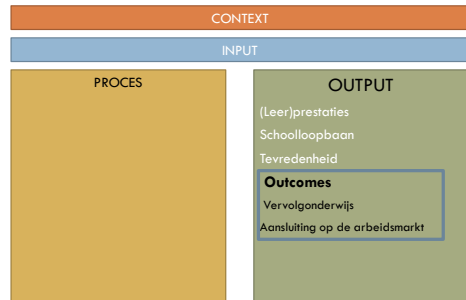 CONTEXT
INPUT
PROCES
OUTPUT
(Leer)prestaties
Schoolloopbaan
Tevredenheid
Outcomes
Vervolgonderwijs
Aansluiting op de arbeidsmarkt